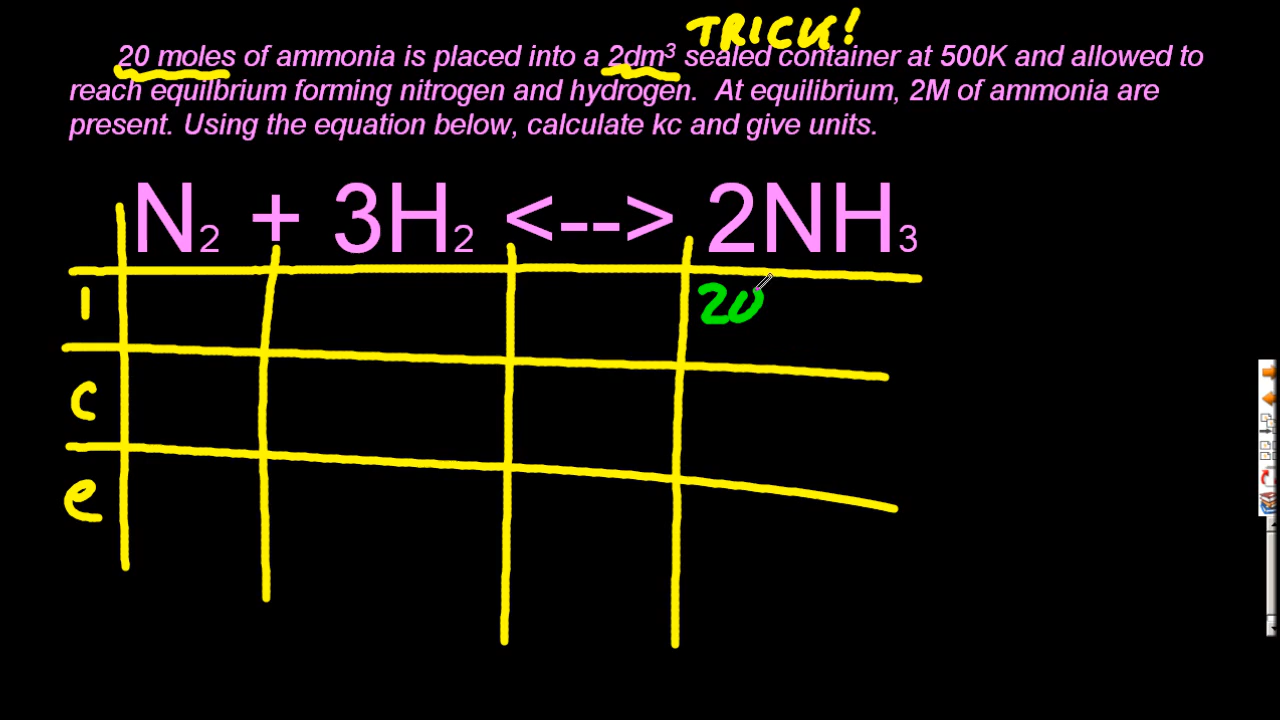 TRICK!
20 moles of ammonia is placed into a 2dm³ sealed container at 500K and allowed to
reach equilbrium forming nitrogen and hydrogen. At equilibrium, 2M of ammonia are
present. Using the equation below, calculate kc and give units.
N₂ + 3H₂ <--> 2NH₃
I 20
C
e